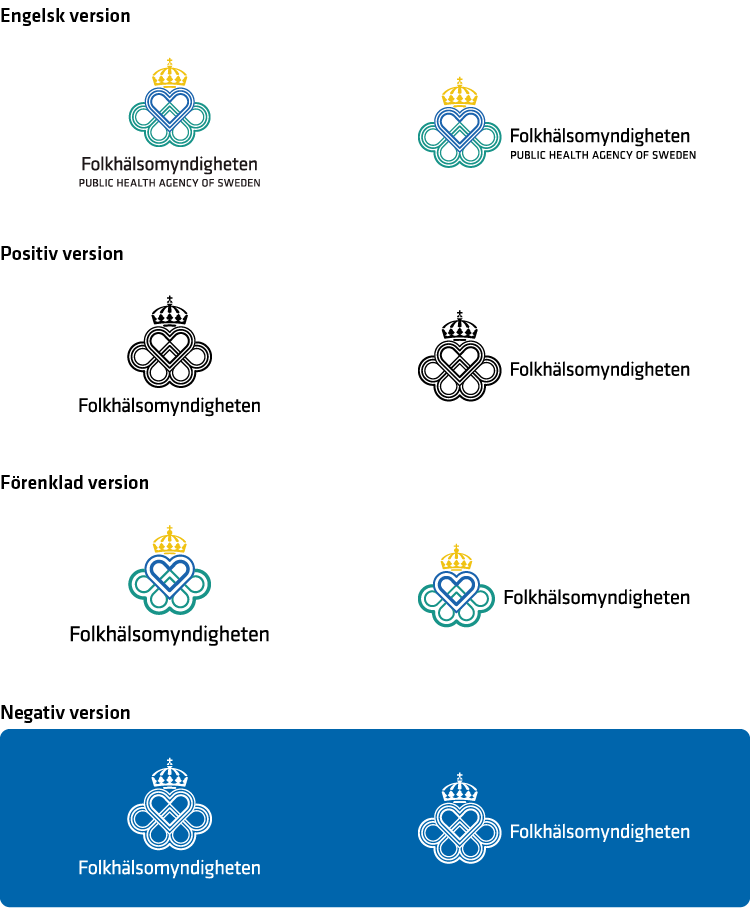 Engelsk version
Folkhälsomyndigheten
PUBLIC HEALTH AGENCY OF SWEDEN
Folkhälsomyndigheten
PUBLIC HEALTH AGENCY OF SWEDEN
Positiv version
Folkhälsomyndigheten
Folkhälsomyndigheten
Förenklad version
Folkhälsomyndigheten
Folkhälsomyndigheten
Negativ version
Folkhälsomyndigheten
Folkhälsomyndigheten